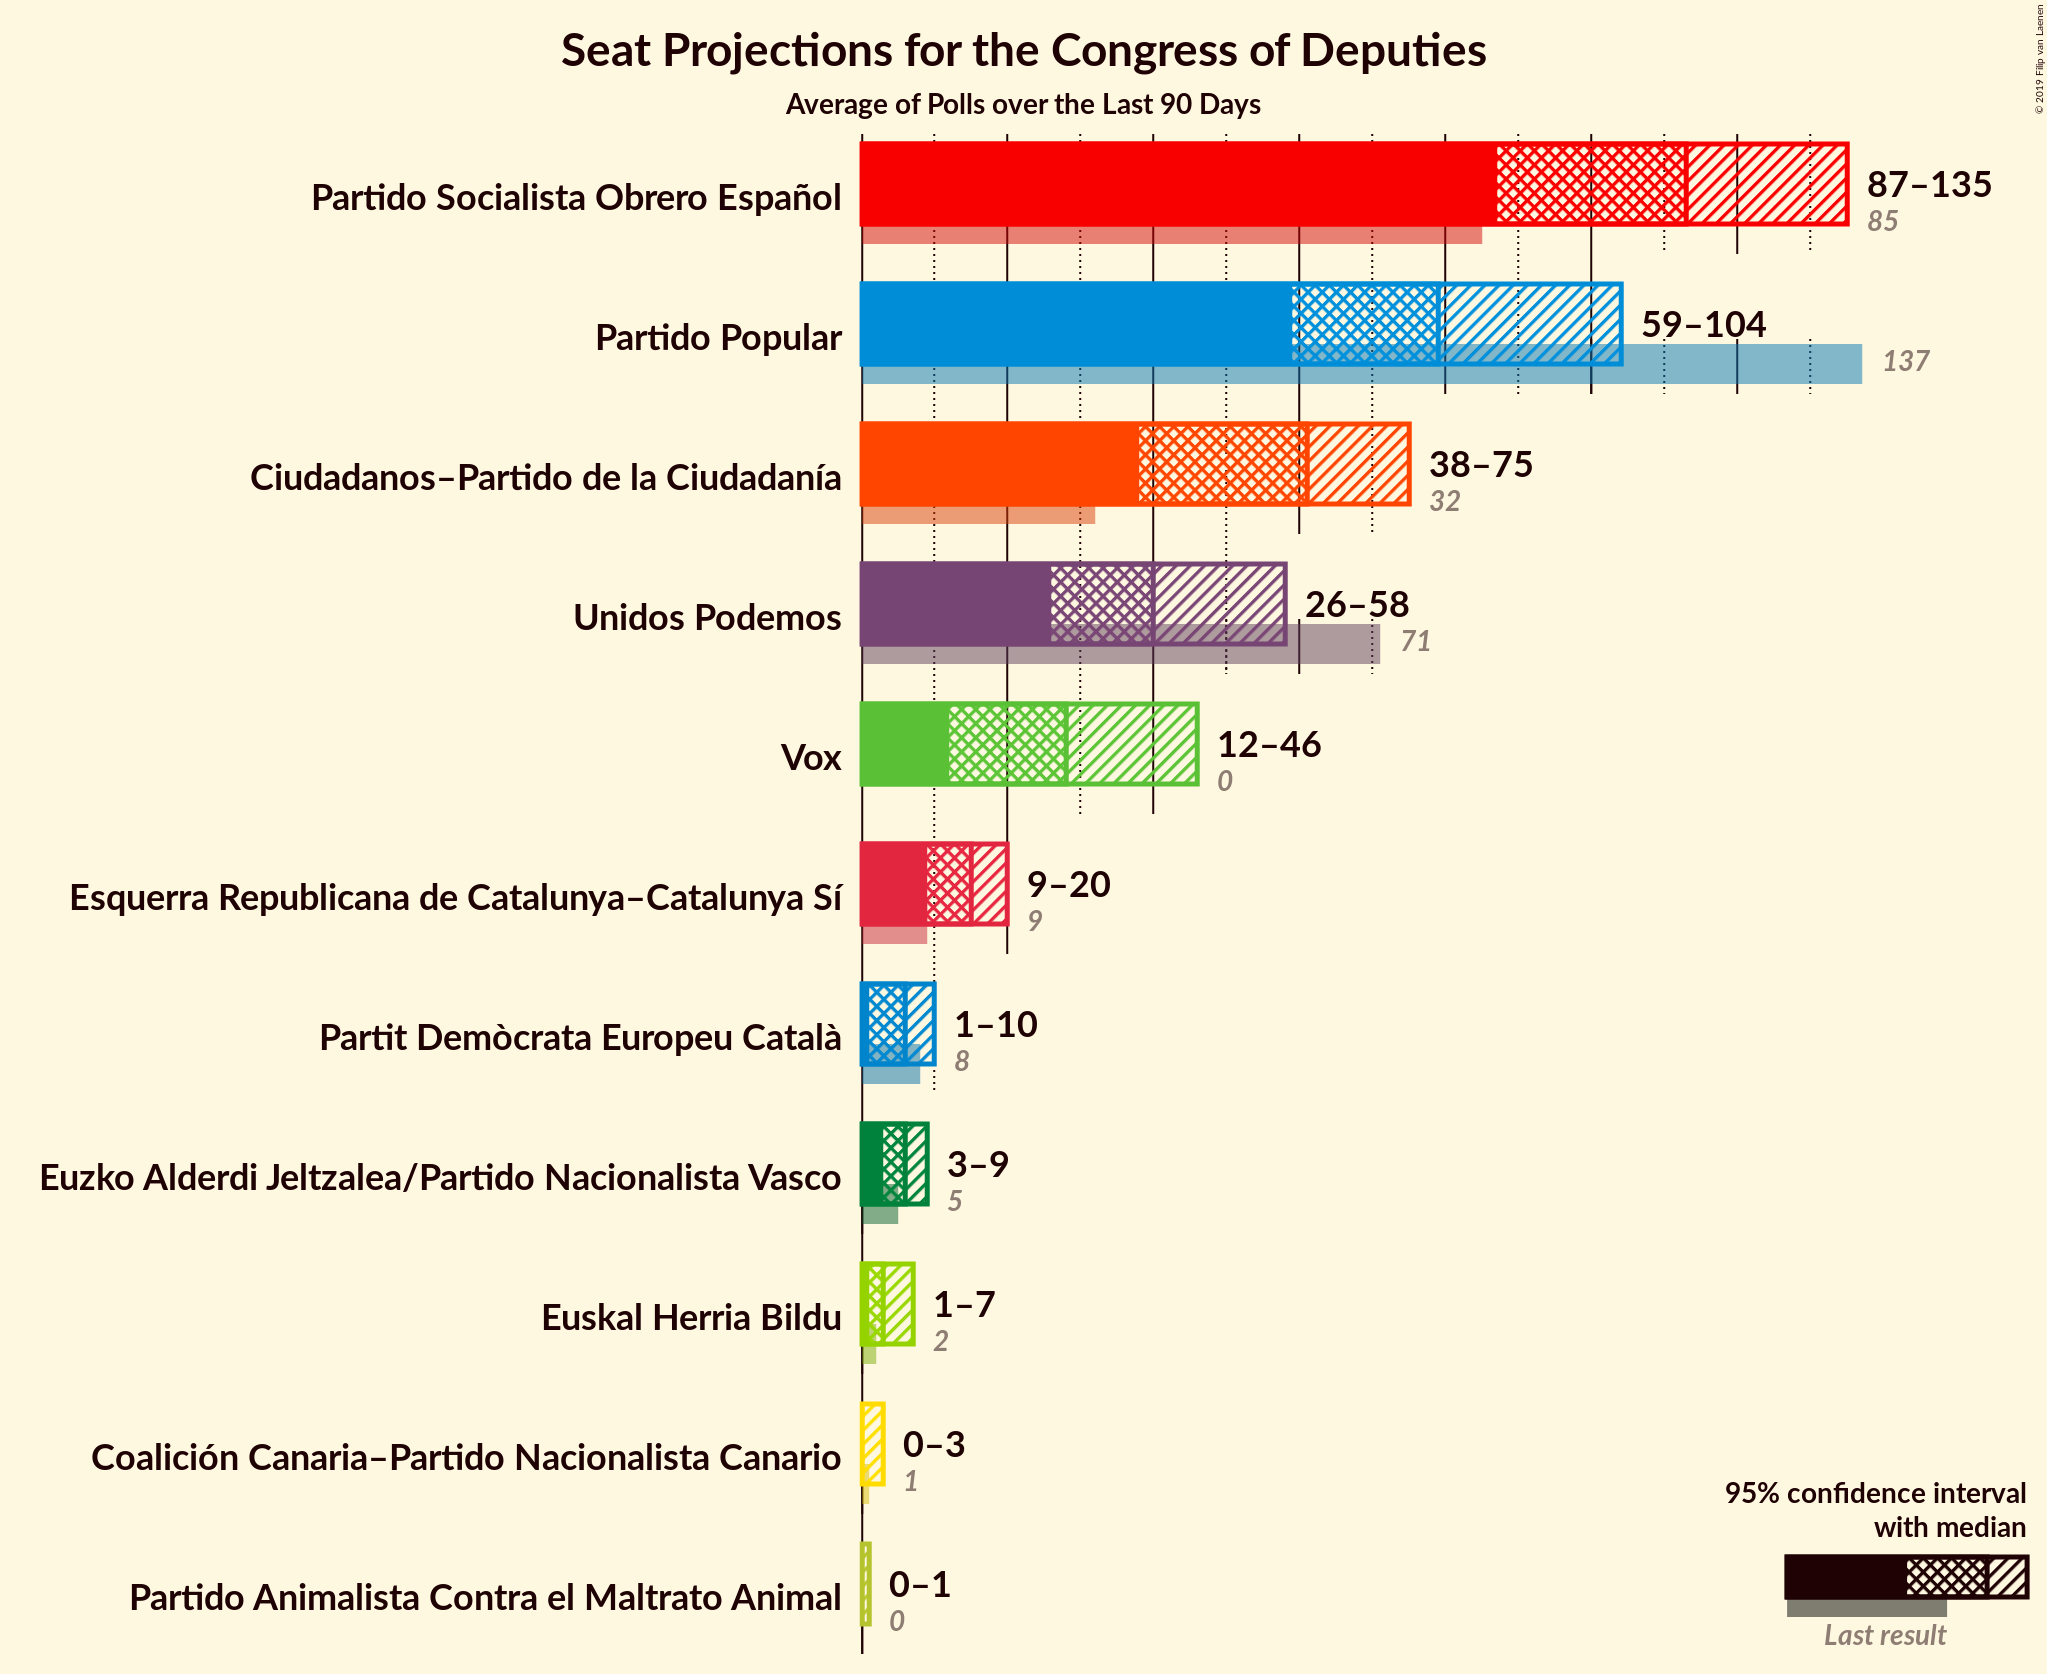 © 2019 Filip van Laenen
Seat Projections for the Congress of Deputies
Average of Polls over the Last 90 Days
Partido Socialista Obrero Español
87–135
85
Partido Popular
59–104
137
Ciudadanos–Partido de la Ciudadanía
38–75
32
Unidos Podemos
26–58
71
Vox
12–46
0
Esquerra Republicana de Catalunya–Catalunya Sí
9–20
9
Partit Demòcrata Europeu Català
1–10
8
Euzko Alderdi Jeltzalea/Partido Nacionalista Vasco
3–9
5
Euskal Herria Bildu
1–7
2
Coalición Canaria–Partido Nacionalista Canario
0–3
1
Partido Animalista Contra el Maltrato Animal
0–1
0
95% confidence interval
with median
Last result